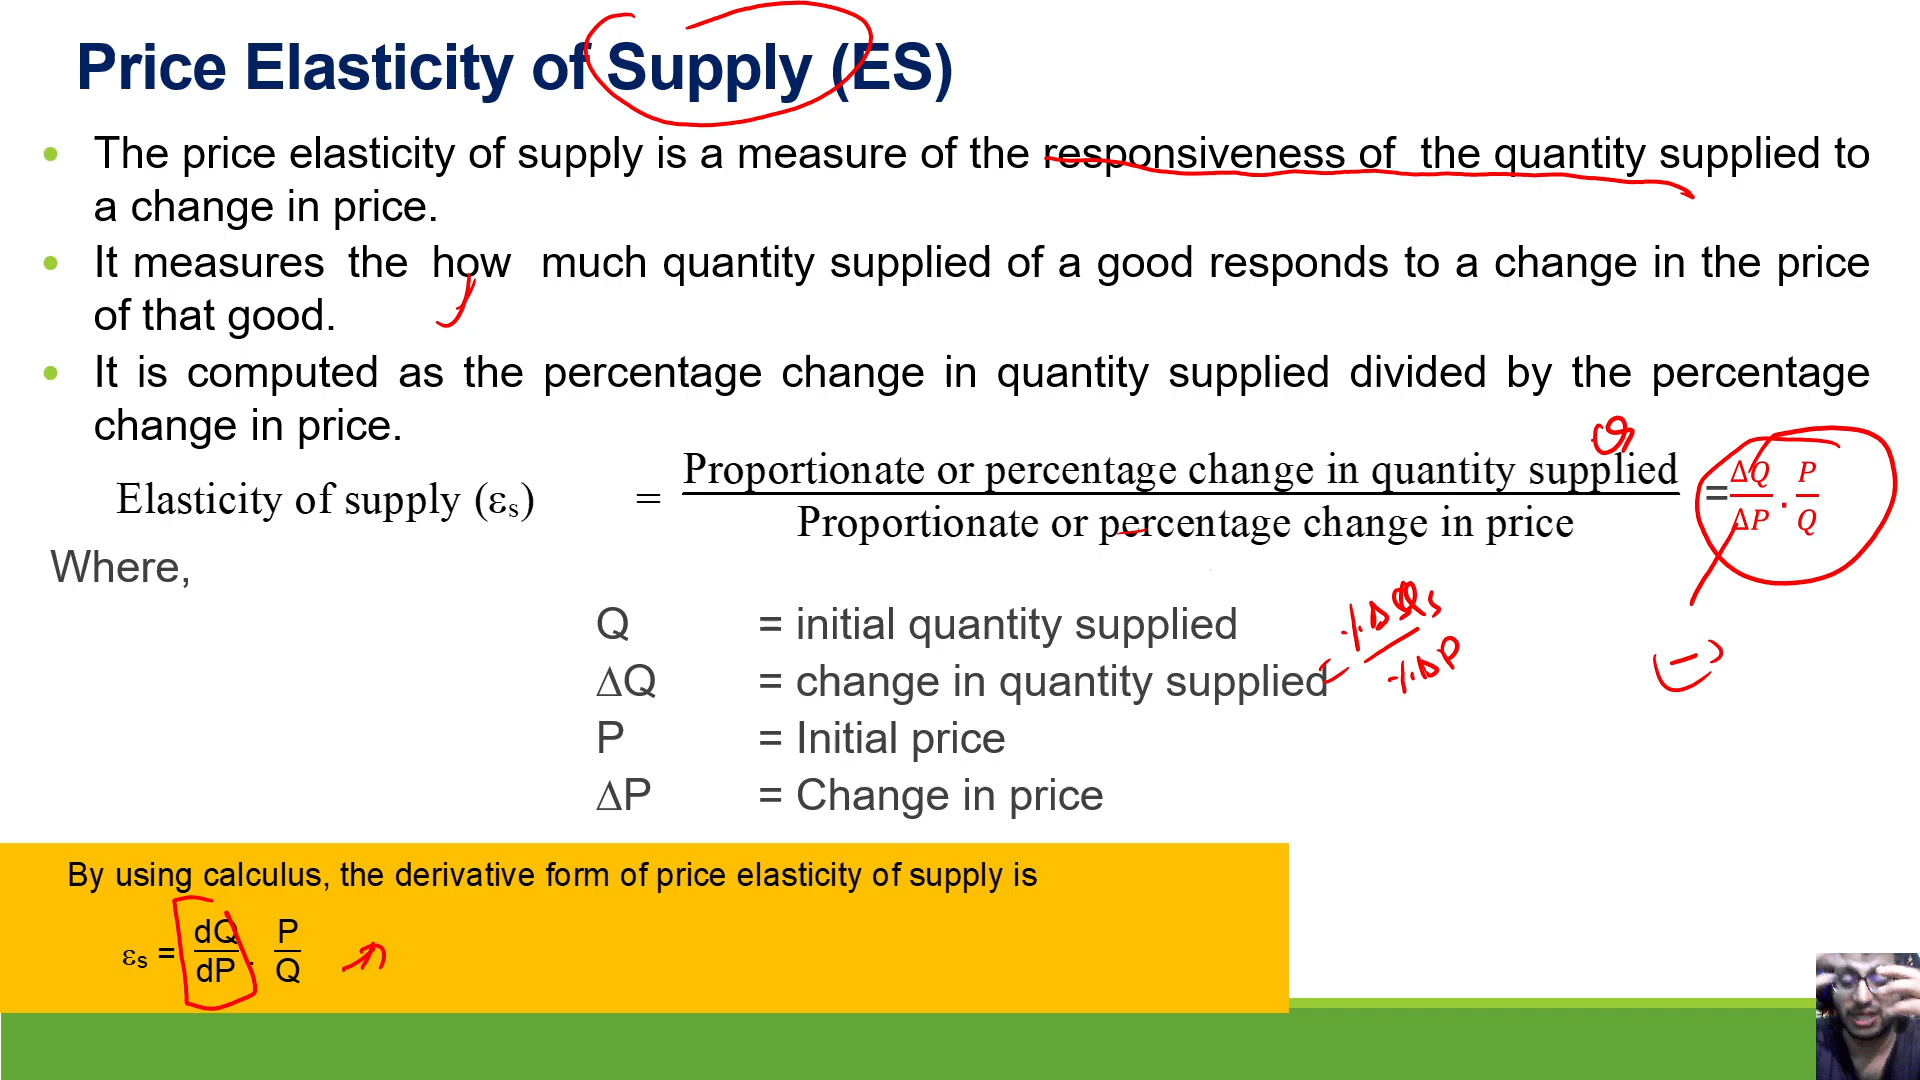 Price Elasticity of Supply (ES)
• The price elasticity of supply is a measure of the responsiveness of the quantity supplied to
a change in price.
• It measures the how much quantity supplied of a good responds to a change in the price
of that good.
• It is computed as the percentage change in quantity supplied divided by the percentage
change in price.
Proportionate or percentage change in quantity supplied
Elasticity of supply (εs) = ΔQ/ΔP . P/Q
Proportionate or percentage change in price
Where,
Q = initial quantity supplied
ΔQ = change in quantity supplied
P = Initial price
ΔP = Change in price
= %ΔQs
%ΔP
(-)
By using calculus, the derivative form of price elasticity of supply is
εs = dQ/dP . P/Q